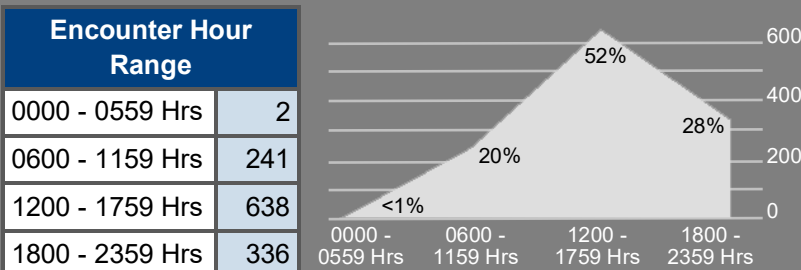 Encounter Hour
Range
0000 - 0559 Hrs 2
0600 - 1159 Hrs 241
1200 - 1759 Hrs 638
1800 - 2359 Hrs 336
600
52%
400
28%
20%
200
<1%
0
0000 - 0600 - 1200 - 1800 -
0559 Hrs 1159 Hrs 1759 Hrs 2359 Hrs